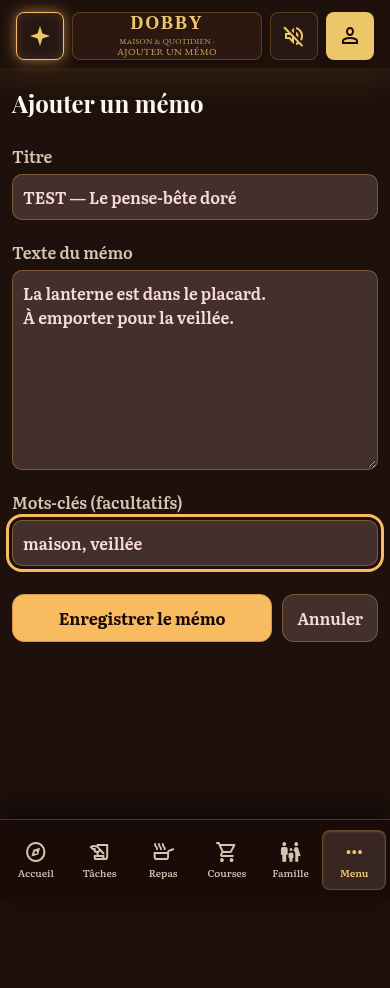 DOBBY
MAISON & QUOTIDIEN ·
AJOUTER UN MÉMO
Ajouter un mémo
Titre
TEST — Le pense-bête doré
Texte du mémo
La lanterne est dans le placard.
À emporter pour la veillée.
Mots-clés (facultatifs)
maison, veillée
Enregistrer le mémo
Annuler
Accueil
Tâches
Repas
Courses
Famille
Menu